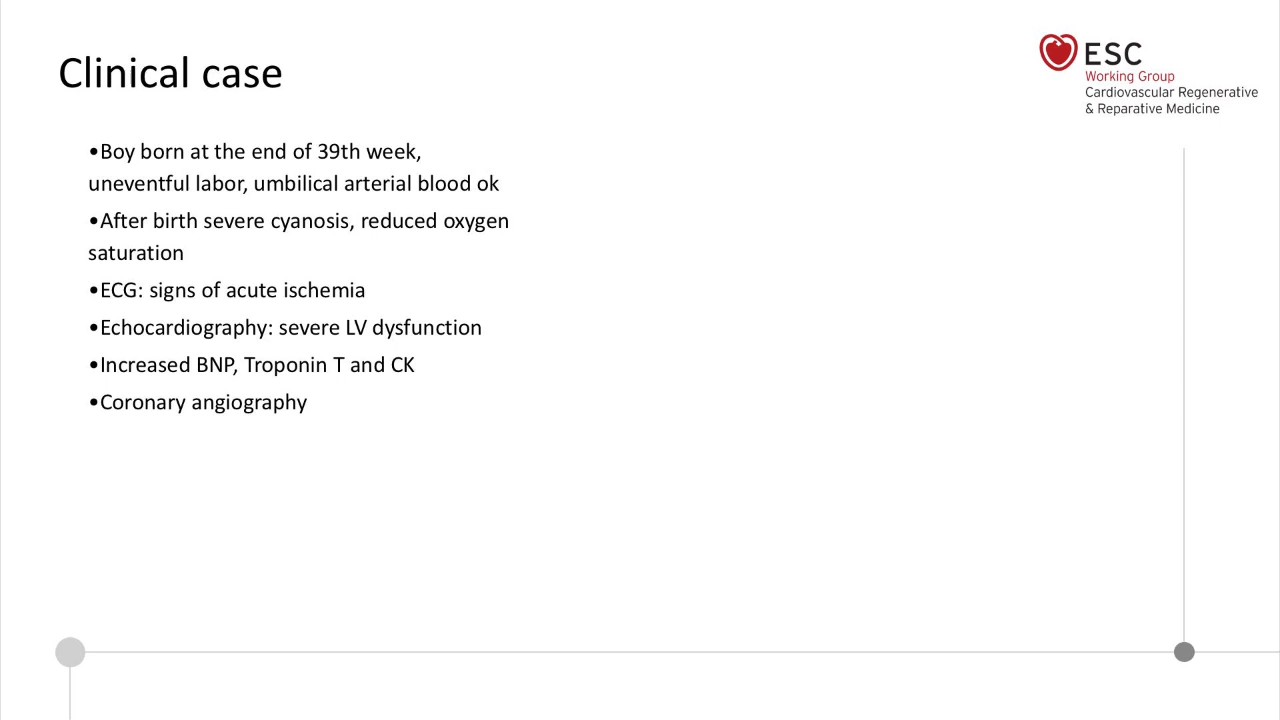 Clinical case
ESC
Working Group
Cardiovascular Regenerative
& Reparative Medicine
•Boy born at the end of 39th week,
uneventful labor, umbilical arterial blood ok
•After birth severe cyanosis, reduced oxygen
saturation
•ECG: signs of acute ischemia
•Echocardiography: severe LV dysfunction
•Increased BNP, Troponin T and CK
•Coronary angiography